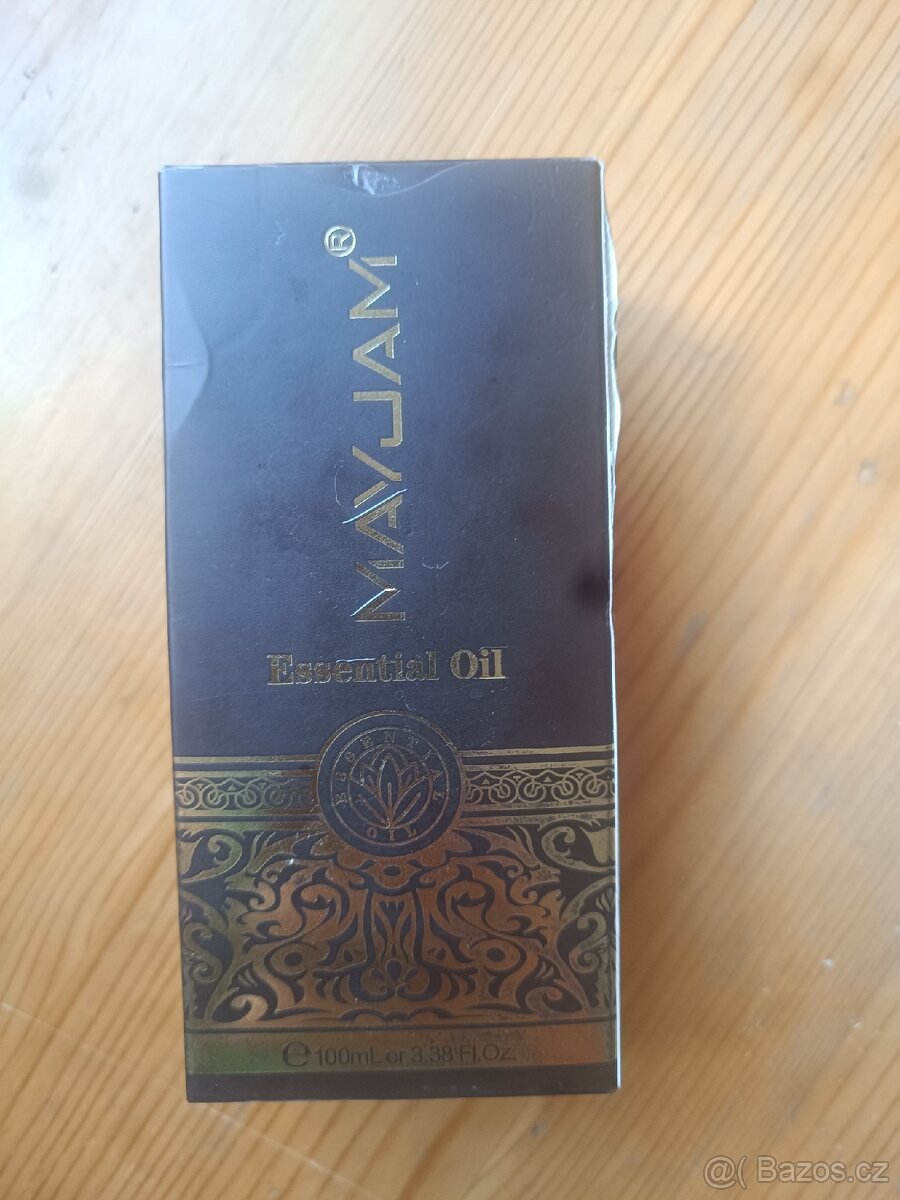 MAYJAM®
Essential Oil
ESSENTIAL
OIL
℮ 100mL or 3.38 Fl.Oz.
@( Bazos.cz